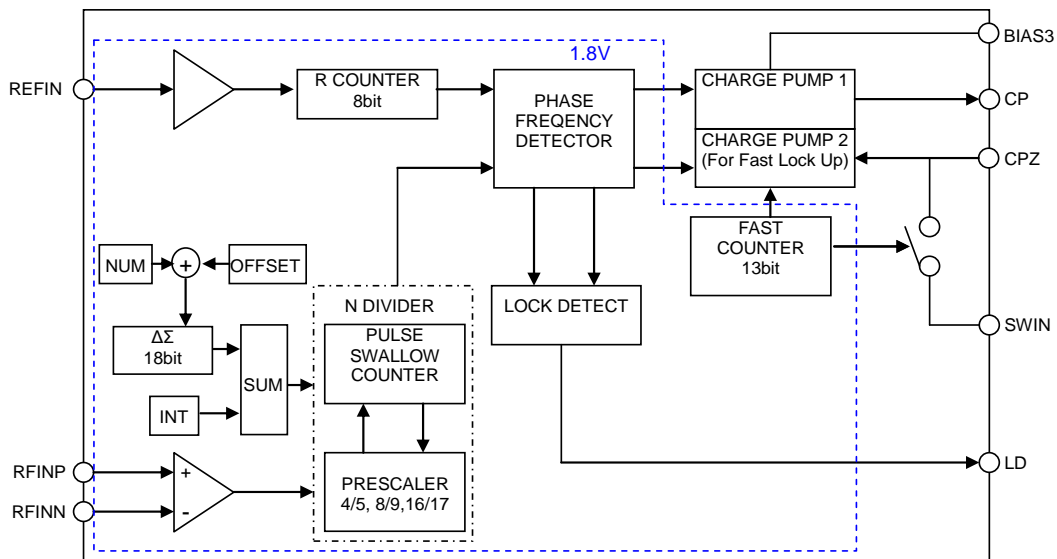 BIAS3
1.8V
REFIN
R COUNTER
8bit
PHASE
FREQENCY
DETECTOR
CHARGE PUMP 1
CP
CHARGE PUMP 2
(For Fast Lock Up)
CPZ
FAST
COUNTER
13bit
NUM
+
OFFSET
N DIVIDER
LOCK DETECT
SWIN
ΔΣ
18bit
PULSE
SWALLOW
COUNTER
SUM
INT
RFINP
+
PRESCALER
4/5, 8/9,16/17
LD
RFINN
-